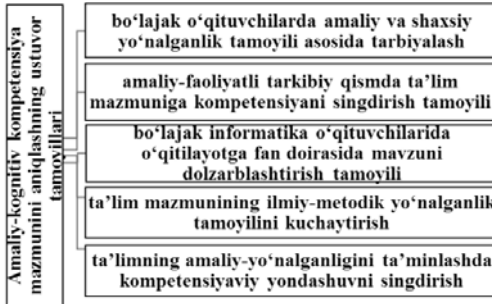 Amaliy-kognitiv kompetensiya
mazmunini aniqlashning ustuvor
tamoyillari
bo‘lajak o‘qituvchilarda amaliy va shaxsiy
yo‘nalganlik tamoyili asosida tarbiyalash
amaliy-faoliyatli tarkibiy qismda ta’lim
mazmuniga kompetensiyani singdirish tamoyili
bo‘lajak informatika o‘qituvchilarida
o‘qitilayotga fan doirasida mavzuni
dolzarblashtirish tamoyili
ta’lim mazmunining ilmiy-metodik yo‘nalganlik
tamoyilini kuchaytirish
ta’limning amaliy-yo‘nalganligini ta’minlashda
kompetensiyaviy yondashuvni singdirish